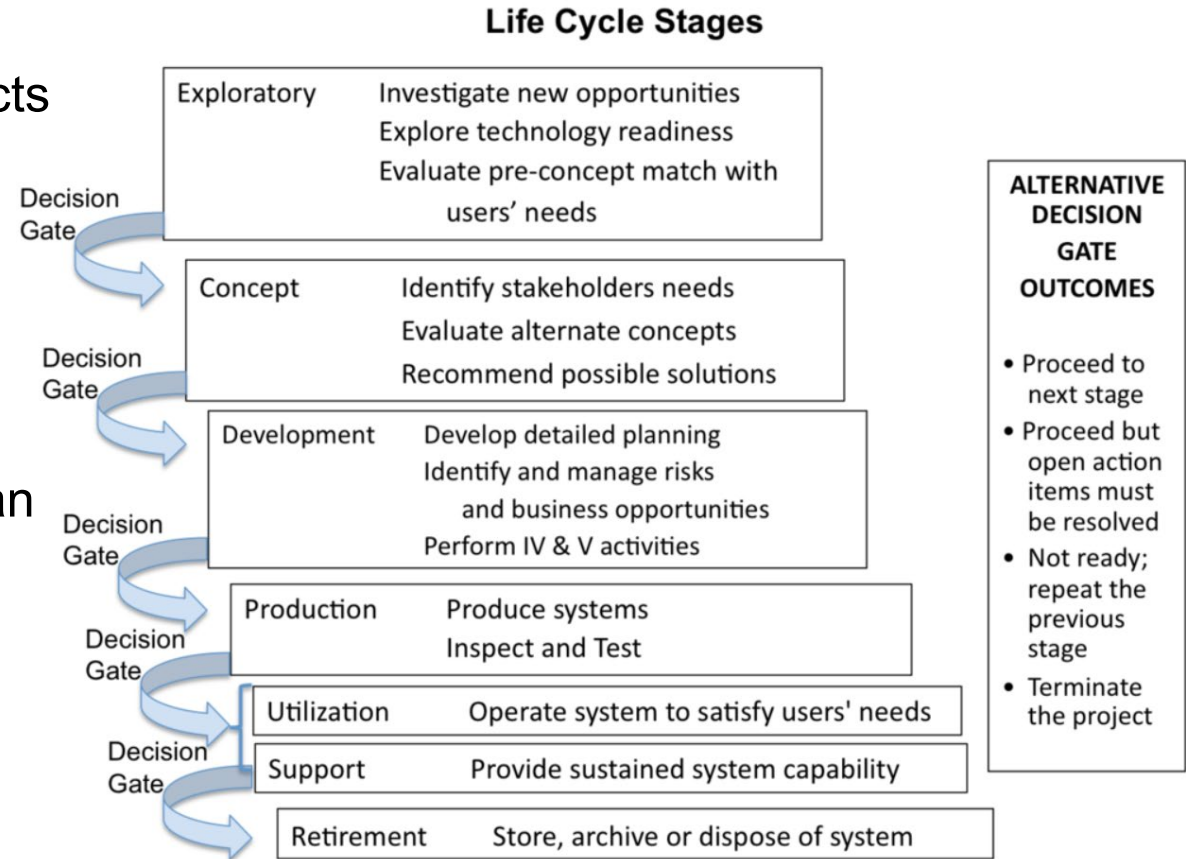 Life Cycle Stages
cts
Exploratory Investigate new opportunities
Explore technology readiness
Evaluate pre-concept match with
users’ needs
Decision
Gate
Concept Identify stakeholders needs
Evaluate alternate concepts
Recommend possible solutions
Decision
Gate
Development Develop detailed planning
Identify and manage risks
and business opportunities
Perform IV & V activities
an
Decision
Gate
Production Produce systems
Inspect and Test
Decision
Gate
Utilization Operate system to satisfy users' needs
Support Provide sustained system capability
Decision
Gate
Retirement Store, archive or dispose of system
ALTERNATIVE
DECISION
GATE
OUTCOMES
• Proceed to
next stage
• Proceed but
open action
items must
be resolved
• Not ready;
repeat the
previous
stage
• Terminate
the project